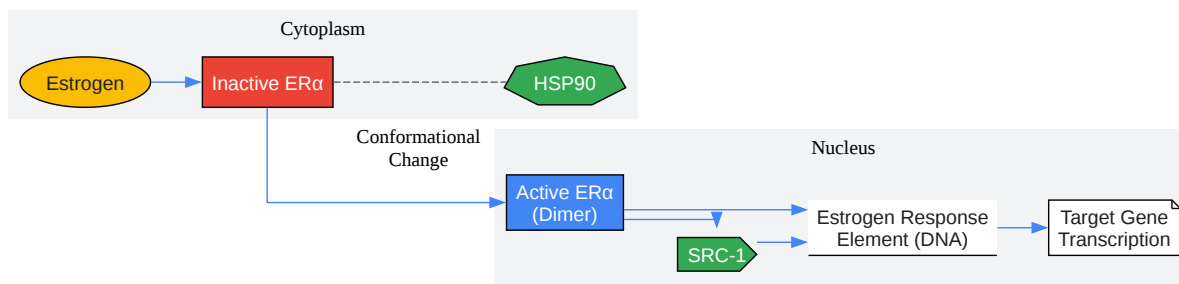 Cytoplasm
Estrogen
Inactive ERα
HSP90
Conformational
Change
Nucleus
Active ERα
(Dimer)
SRC-1
Estrogen Response
Element (DNA)
Target Gene
Transcription